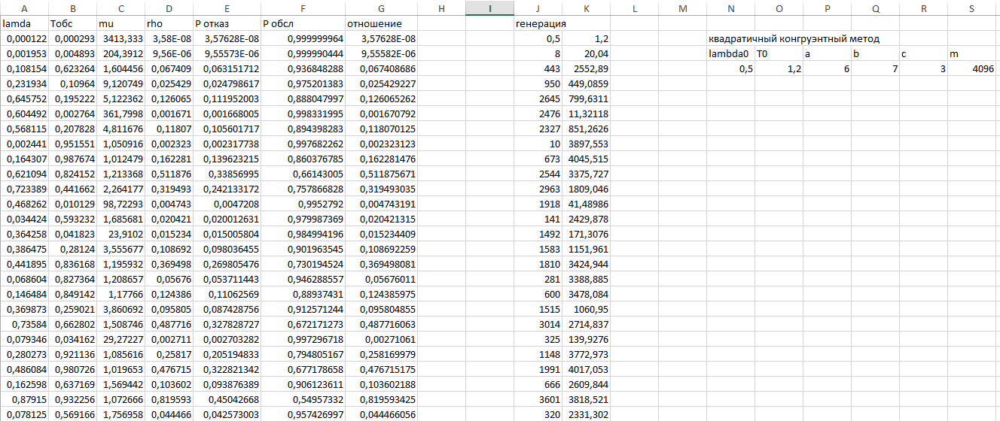 A B C D E F G H I J K L M N O P Q R S
lamda Тобс mu rho P отказ P обсл отношение генерация
0,000122 0,000293 3413,333 3,58E-08 3,57628E-08 0,999999964 3,57628E-08 0,5 1,2 квадратичный конгруэнтный метод
0,001953 0,004893 204,3912 9,56E-06 9,55573E-06 0,999990444 9,55582E-06 8 20,04 lambda0 T0 a b c m
0,108154 0,623264 1,604456 0,067409 0,063151712 0,936848288 0,067408686 443 2552,89 0,5 1,2 6 7 3 4096
0,231934 0,10964 9,120749 0,025429 0,024798617 0,975201383 0,025429227 950 449,0859
0,645752 0,195222 5,122362 0,126065 0,111952003 0,888047997 0,126065262 2645 799,6311
0,604492 0,002764 361,7998 0,001671 0,001668005 0,998331995 0,001670792 2476 11,32118
0,568115 0,207828 4,811676 0,11807 0,105601717 0,894398283 0,118070125 2327 851,2626
0,002441 0,951551 1,050916 0,002323 0,002317738 0,997682262 0,002323123 10 3897,553
0,164307 0,987674 1,012479 0,162281 0,139623215 0,860376785 0,162281476 673 4045,515
0,621094 0,824152 1,213368 0,511876 0,33856995 0,66143005 0,511875671 2544 3375,727
0,723389 0,441662 2,264177 0,319493 0,242133172 0,757866828 0,319493035 2963 1809,046
0,468262 0,010129 98,72293 0,004743 0,0047208 0,9952792 0,004743191 1918 41,48986
0,034424 0,593232 1,685681 0,020421 0,020012631 0,979987369 0,020421315 141 2429,878
0,364258 0,041823 23,9102 0,015234 0,015005804 0,984994196 0,015234409 1492 171,3076
0,386475 0,28124 3,555677 0,108692 0,098036455 0,901963545 0,108692259 1583 1151,961
0,441895 0,836168 1,195932 0,369498 0,269805476 0,730194524 0,369498081 1810 3424,944
0,068604 0,827364 1,208657 0,05676 0,053711443 0,946288557 0,05676011 281 3388,885
0,146484 0,849142 1,17766 0,124386 0,11062569 0,88937431 0,124385975 600 3478,084
0,369873 0,259021 3,860692 0,095805 0,087428756 0,912571244 0,095804855 1515 1060,95
0,73584 0,662802 1,508746 0,487716 0,327828727 0,672171273 0,487716063 3014 2714,837
0,079346 0,034162 29,27227 0,002711 0,002703282 0,997296718 0,00271061 325 139,9276
0,280273 0,921136 1,085616 0,25817 0,205194833 0,794805167 0,258169979 1148 3772,973
0,486084 0,980726 1,019653 0,476715 0,322821342 0,677178658 0,476715175 1991 4017,053
0,162598 0,637169 1,569442 0,103602 0,093876389 0,906123611 0,103602188 666 2609,844
0,87915 0,932256 1,072666 0,819593 0,45042668 0,54957332 0,819593425 3601 3818,521
0,078125 0,569166 1,756958 0,044466 0,042573003 0,957426997 0,044466056 320 2331,302